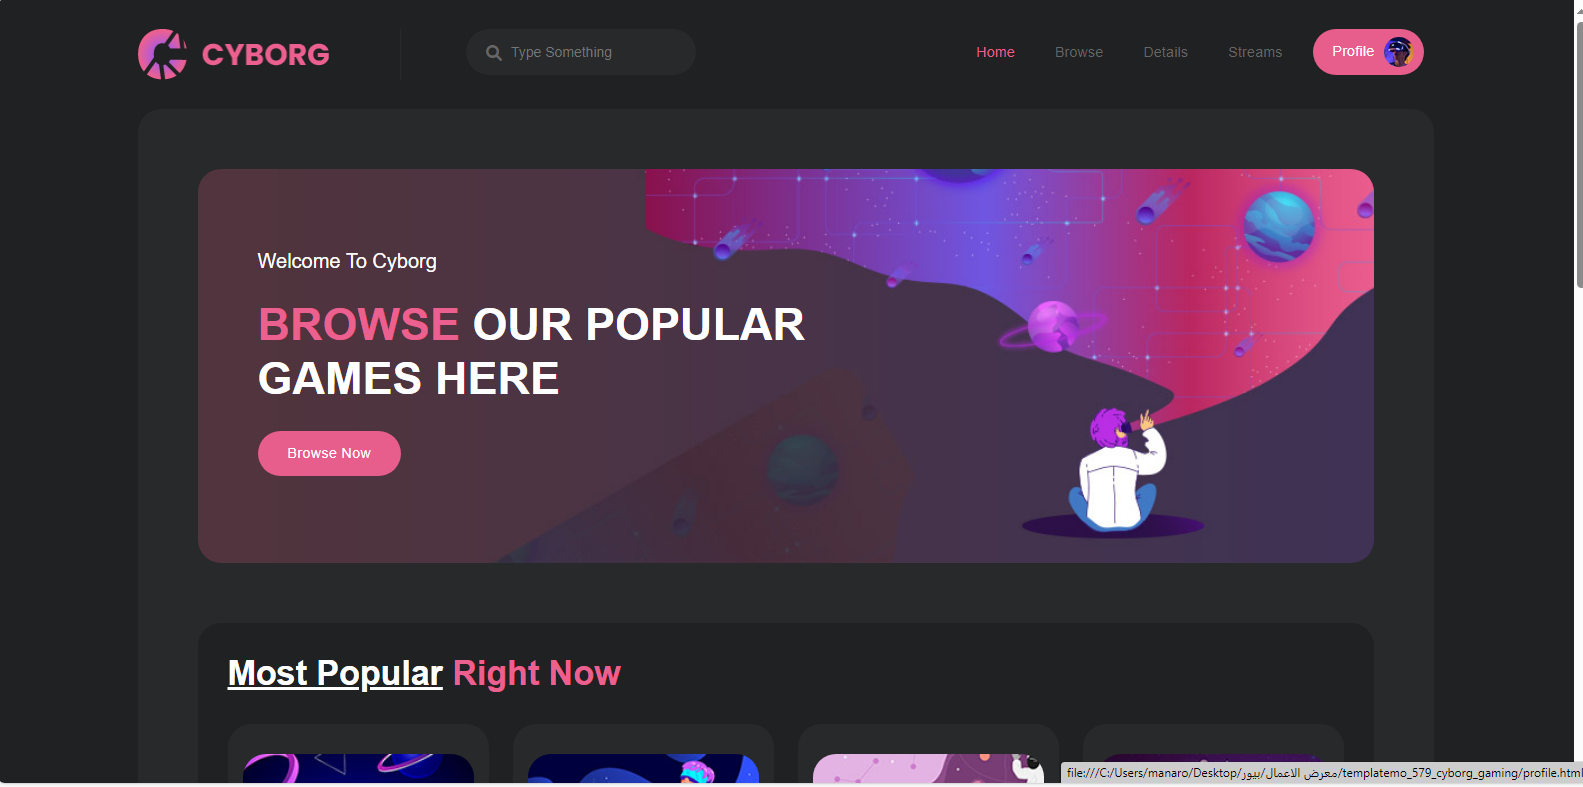 CYBORG
Type Something
Home
Browse
Details
Streams
Profile
Welcome To Cyborg
BROWSE OUR POPULAR
GAMES HERE
Browse Now
Most Popular Right Now
file:///C:/Users/manaro/Desktop/معرض الاعمال/بيور/templatemo_579_cyborg_gaming/profile.html